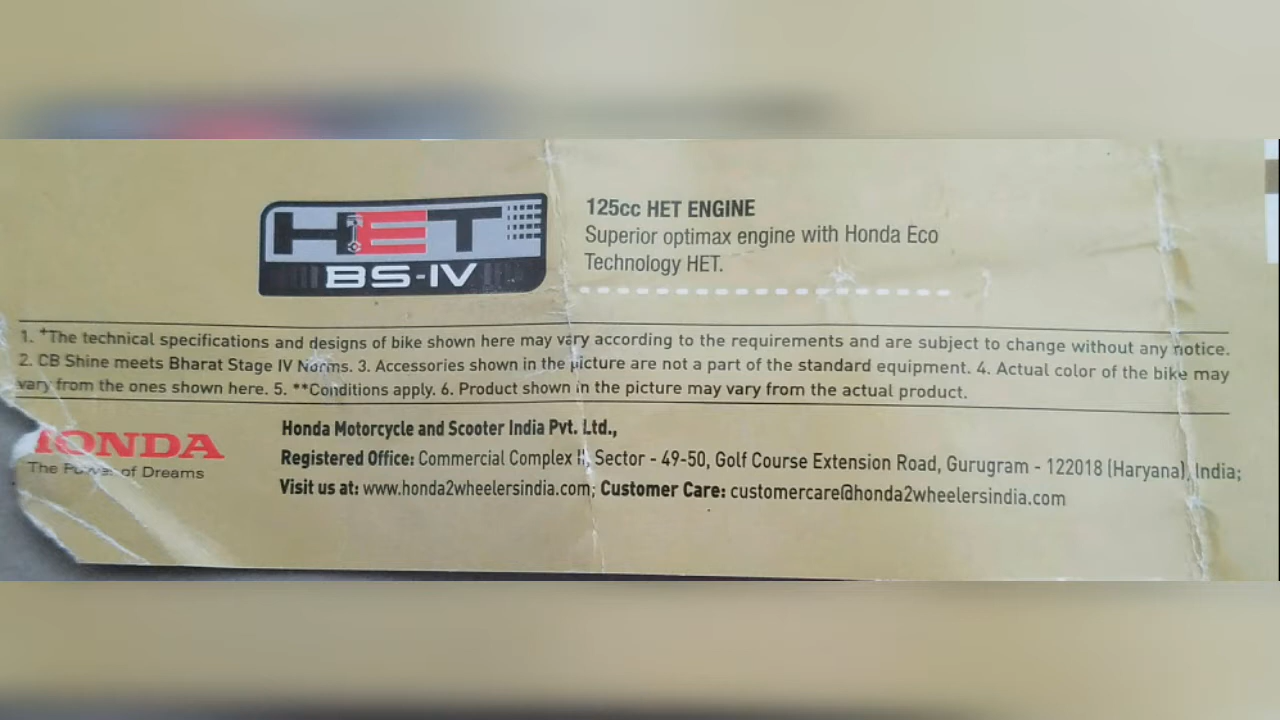 HET
BS-IV
125cc HET ENGINE
Superior optimax engine with Honda Eco
Technology HET.
1. *The technical specifications and designs of bike shown here may vary according to the requirements and are subject to change without any notice.
2. CB Shine meets Bharat Stage IV Norms. 3. Accessories shown in the picture are not a part of the standard equipment. 4. Actual color of the bike may
vary from the ones shown here. 5. **Conditions apply. 6. Product shown in the picture may vary from the actual product.
HONDA
The Power of Dreams
Honda Motorcycle and Scooter India Pvt. Ltd.,
Registered Office: Commercial Complex II, Sector - 49-50, Golf Course Extension Road, Gurugram - 122018 (Haryana), India;
Visit us at: www.honda2wheelersindia.com; Customer Care: customercare@honda2wheelersindia.com